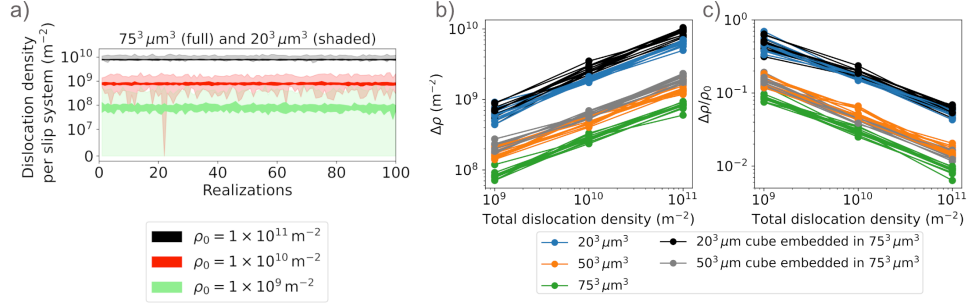 a)
75³ μm³ (full) and 20³ μm³ (shaded)
Dislocation density
per slip system (m⁻²)
10¹⁰
10⁹
10⁸
10⁷
0
0 20 40 60 80 100
Realizations
ρ₀ = 1 × 10¹¹ m⁻²
ρ₀ = 1 × 10¹⁰ m⁻²
ρ₀ = 1 × 10⁹ m⁻²
b)
Δρ (m⁻²)
10¹⁰
10⁹
10⁸
10⁹ 10¹⁰ 10¹¹
Total dislocation density (m⁻²)
c)
Δρ/ρ₀
10⁰
10⁻¹
10⁻²
10⁹ 10¹⁰ 10¹¹
Total dislocation density (m⁻²)
20³ μm³
50³ μm³
75³ μm³
20³ μm cube embedded in 75³ μm³
50³ μm cube embedded in 75³ μm³